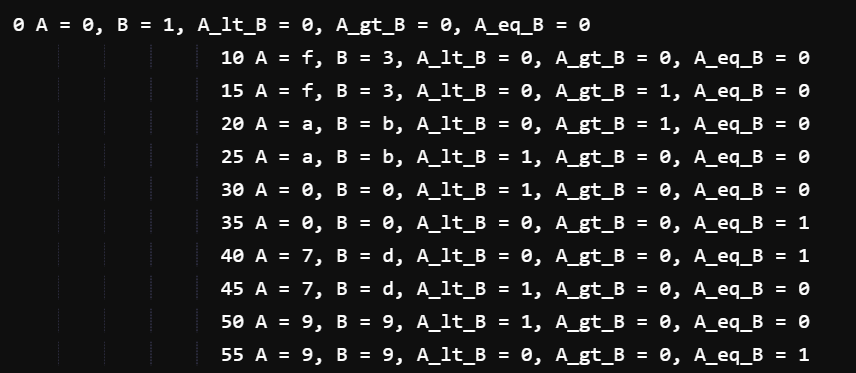 0 A = 0, B = 1, A_lt_B = 0, A_gt_B = 0, A_eq_B = 0
10 A = f, B = 3, A_lt_B = 0, A_gt_B = 0, A_eq_B = 0
15 A = f, B = 3, A_lt_B = 0, A_gt_B = 1, A_eq_B = 0
20 A = a, B = b, A_lt_B = 0, A_gt_B = 1, A_eq_B = 0
25 A = a, B = b, A_lt_B = 1, A_gt_B = 0, A_eq_B = 0
30 A = 0, B = 0, A_lt_B = 1, A_gt_B = 0, A_eq_B = 0
35 A = 0, B = 0, A_lt_B = 0, A_gt_B = 0, A_eq_B = 1
40 A = 7, B = d, A_lt_B = 0, A_gt_B = 0, A_eq_B = 1
45 A = 7, B = d, A_lt_B = 1, A_gt_B = 0, A_eq_B = 0
50 A = 9, B = 9, A_lt_B = 1, A_gt_B = 0, A_eq_B = 0
55 A = 9, B = 9, A_lt_B = 0, A_gt_B = 0, A_eq_B = 1